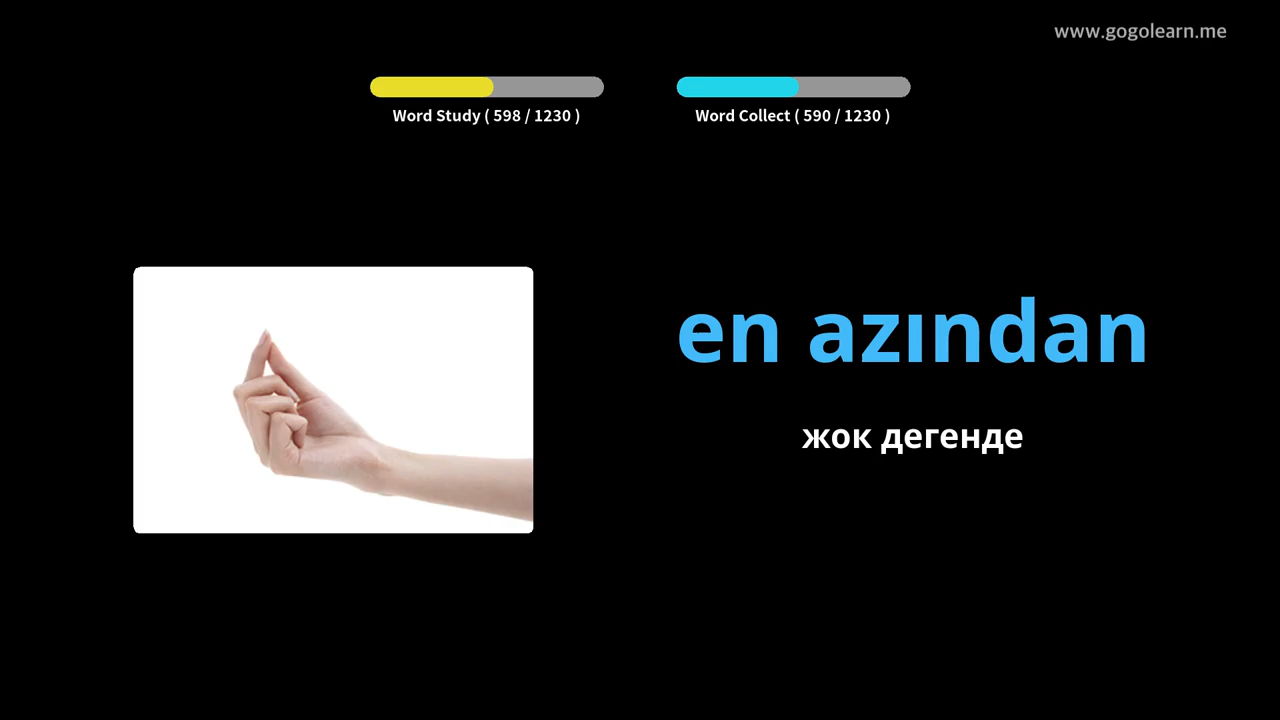 www.gogolearn.me
Word Study ( 598 / 1230 )
Word Collect ( 590 / 1230 )
en azından
жок дегенде